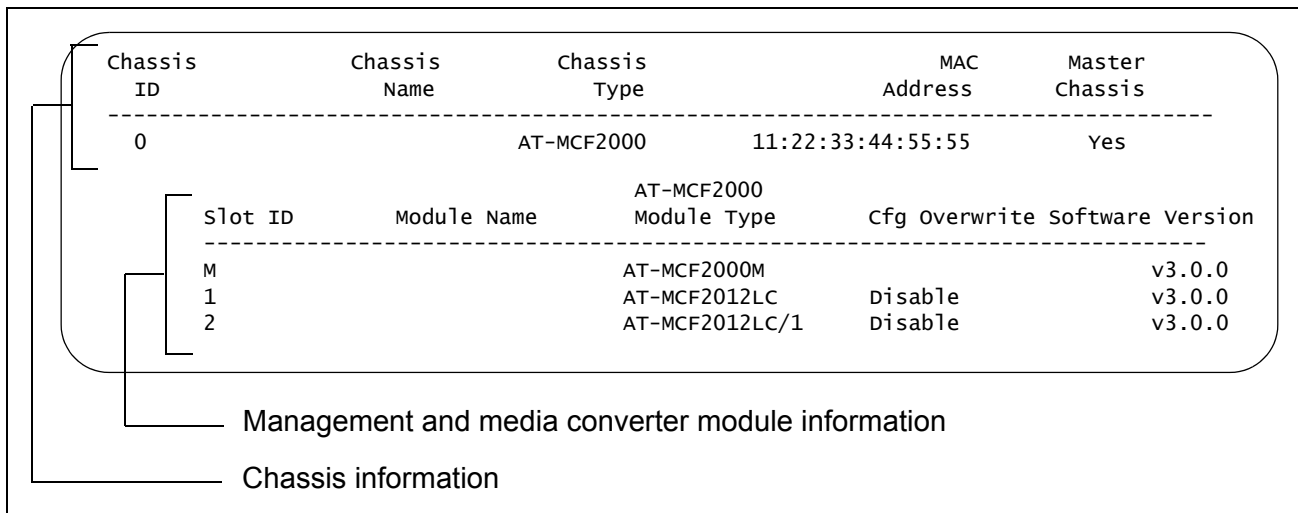 Chassis Chassis Chassis MAC Master
ID Name Type Address Chassis
--------------------------------------------------------------------------------------
0 AT-MCF2000 11:22:33:44:55:55 Yes
AT-MCF2000
Slot ID Module Name Module Type Cfg Overwrite Software Version
------------------------------------------------------------------------------
M AT-MCF2000M v3.0.0
1 AT-MCF2012LC Disable v3.0.0
2 AT-MCF2012LC/1 Disable v3.0.0
Management and media converter module information
Chassis information